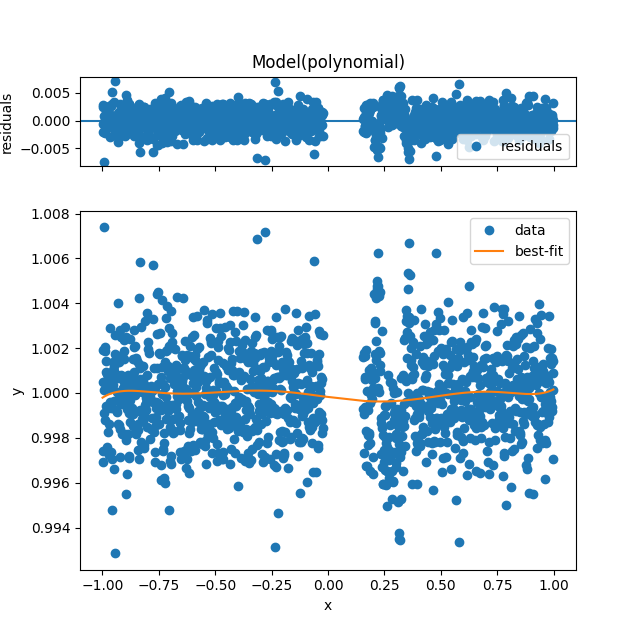 Model(polynomial)
residuals
0.005
0.000
−0.005
residuals
y
1.008
1.006
1.004
1.002
1.000
0.998
0.996
0.994
data
best-fit
−1.00 −0.75 −0.50 −0.25 0.00 0.25 0.50 0.75 1.00
x